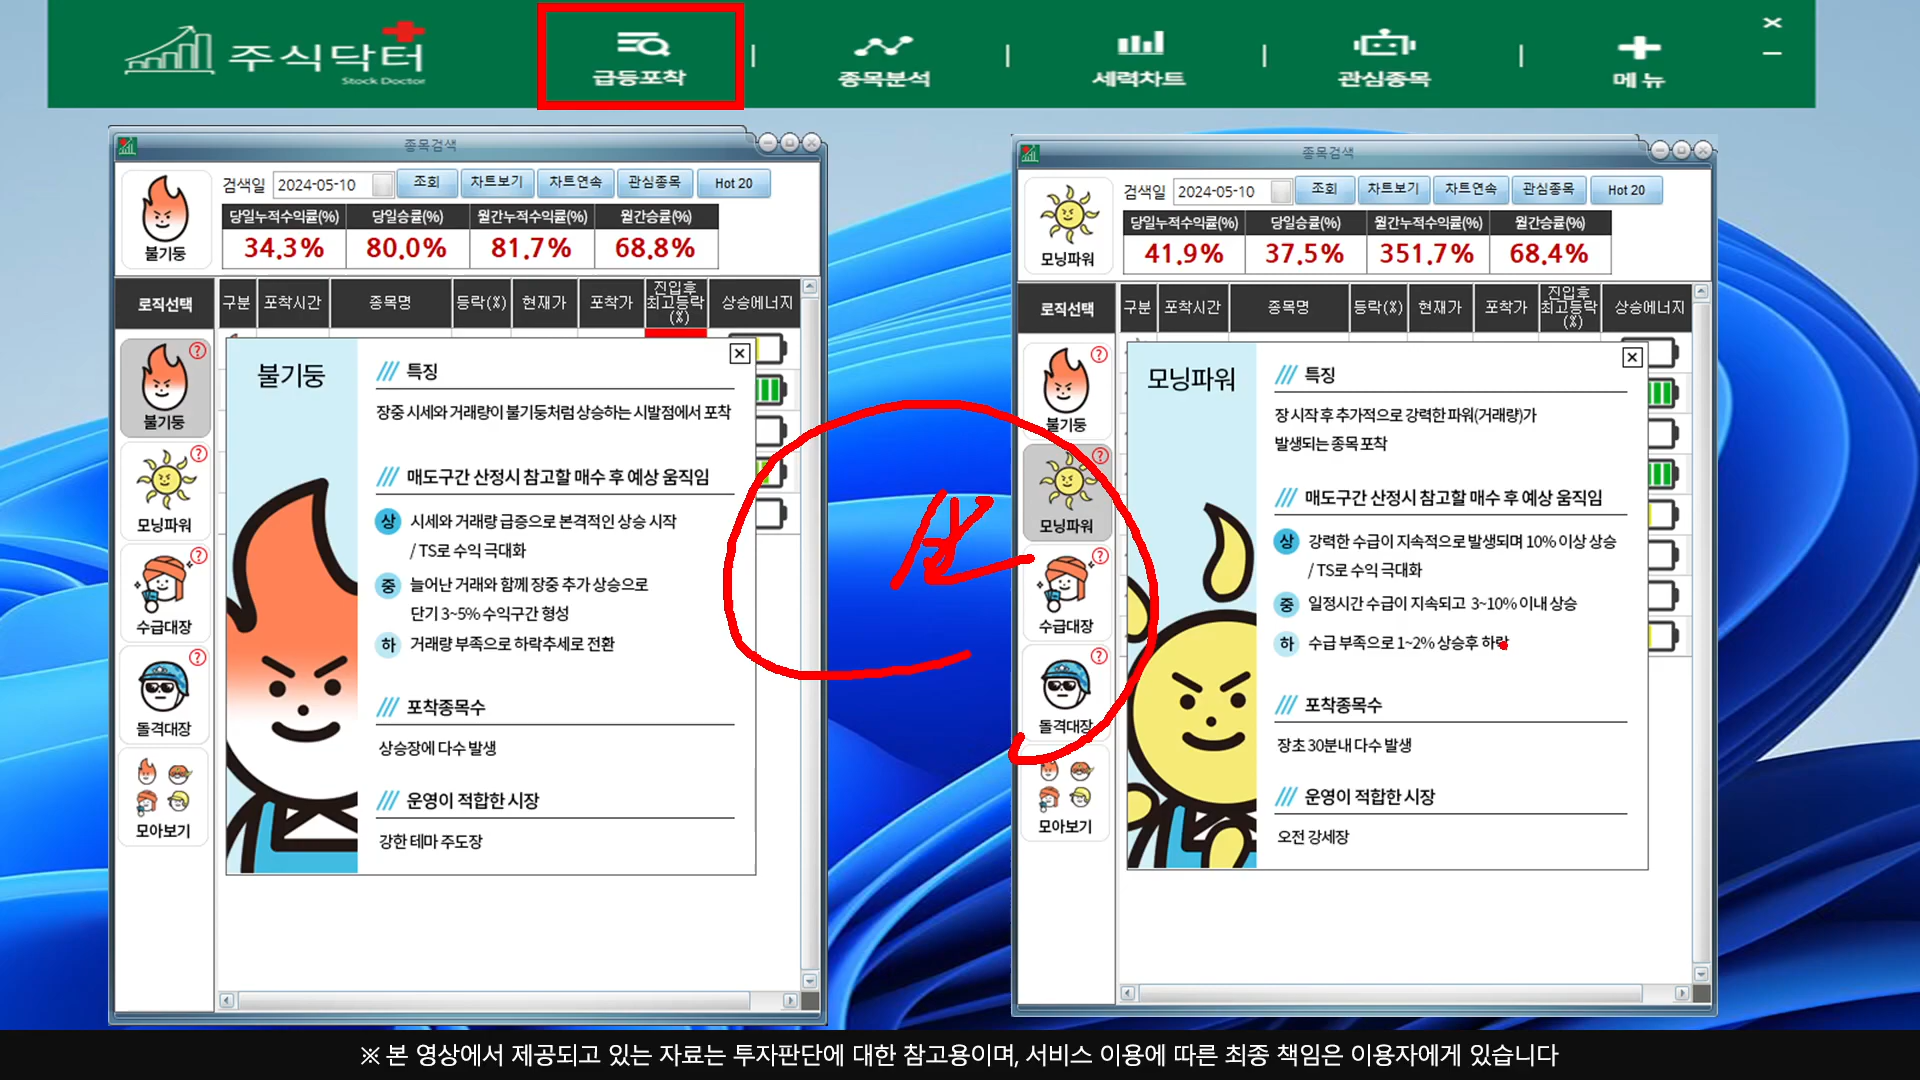 주식닥터
Stock Doctor
급등포착
종목분석
세력차트
관심종목
메뉴
종목검색
불기둥
검색일 2024-05-10 조회 차트보기 차트연속 관심종목 Hot 20
당일누적수익률(%) 당일승률(%) 월간누적수익률(%) 월간승률(%)
34.3% 80.0% 81.7% 68.8%
로직선택 구분 포착시간 종목명 등락(%) 현재가 포착가 진입후 최고등락(%) 상승에너지
불기둥
모닝파워
수급대장
돌격대장
모아보기
불기둥
/// 특징
장중 시세와 거래량이 불기둥처럼 상승하는 시발점에서 포착
/// 매도구간 산정시 참고할 매수 후 예상 움직임
상 시세와 거래량 급증으로 본격적인 상승 시작
/ TS로 수익 극대화
중 늘어난 거래와 함께 장중 추가 상승으로
단기 3~5% 수익구간 형성
하 거래량 부족으로 하락추세로 전환
/// 포착종목수
상승장에 다수 발생
/// 운영이 적합한 시장
강한 테마 주도장
종목검색
모닝파워
검색일 2024-05-10 조회 차트보기 차트연속 관심종목 Hot 20
당일누적수익률(%) 당일승률(%) 월간누적수익률(%) 월간승률(%)
41.9% 37.5% 351.7% 68.4%
로직선택 구분 포착시간 종목명 등락(%) 현재가 포착가 진입후 최고등락(%) 상승에너지
불기둥
모닝파워
수급대장
돌격대장
모아보기
모닝파워
/// 특징
장 시작 후 추가적으로 강력한 파워(거래량)가
발생되는 종목 포착
/// 매도구간 산정시 참고할 매수 후 예상 움직임
상 강력한 수급이 지속적으로 발생되며 10% 이상 상승
/ TS로 수익 극대화
중 일정시간 수급이 지속되고 3~10% 이내 상승
하 수급 부족으로 1~2% 상승후 하락
/// 포착종목수
장초 30분내 다수 발생
/// 운영이 적합한 시장
오전 강세장
※ 본 영상에서 제공되고 있는 자료는 투자판단에 대한 참고용이며, 서비스 이용에 따른 최종 책임은 이용자에게 있습니다